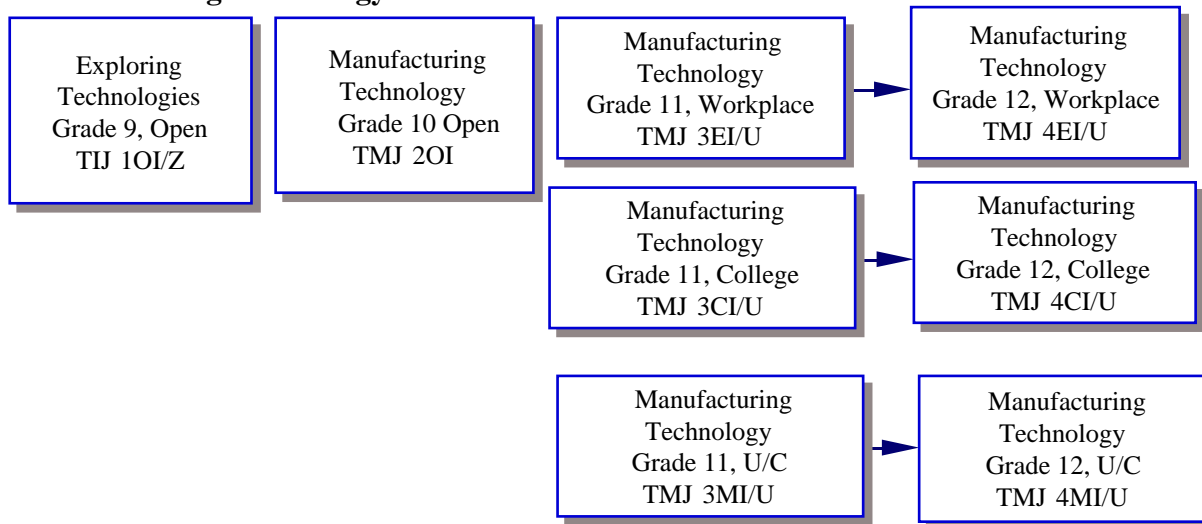 Exploring
Technologies
Grade 9, Open
TIJ 1OI/Z
Manufacturing
Technology
Grade 10 Open
TMJ 2OI
Manufacturing
Technology
Grade 11, Workplace
TMJ 3EI/U
Manufacturing
Technology
Grade 12, Workplace
TMJ 4EI/U
Manufacturing
Technology
Grade 11, College
TMJ 3CI/U
Manufacturing
Technology
Grade 12, College
TMJ 4CI/U
Manufacturing
Technology
Grade 11, U/C
TMJ 3MI/U
Manufacturing
Technology
Grade 12, U/C
TMJ 4MI/U